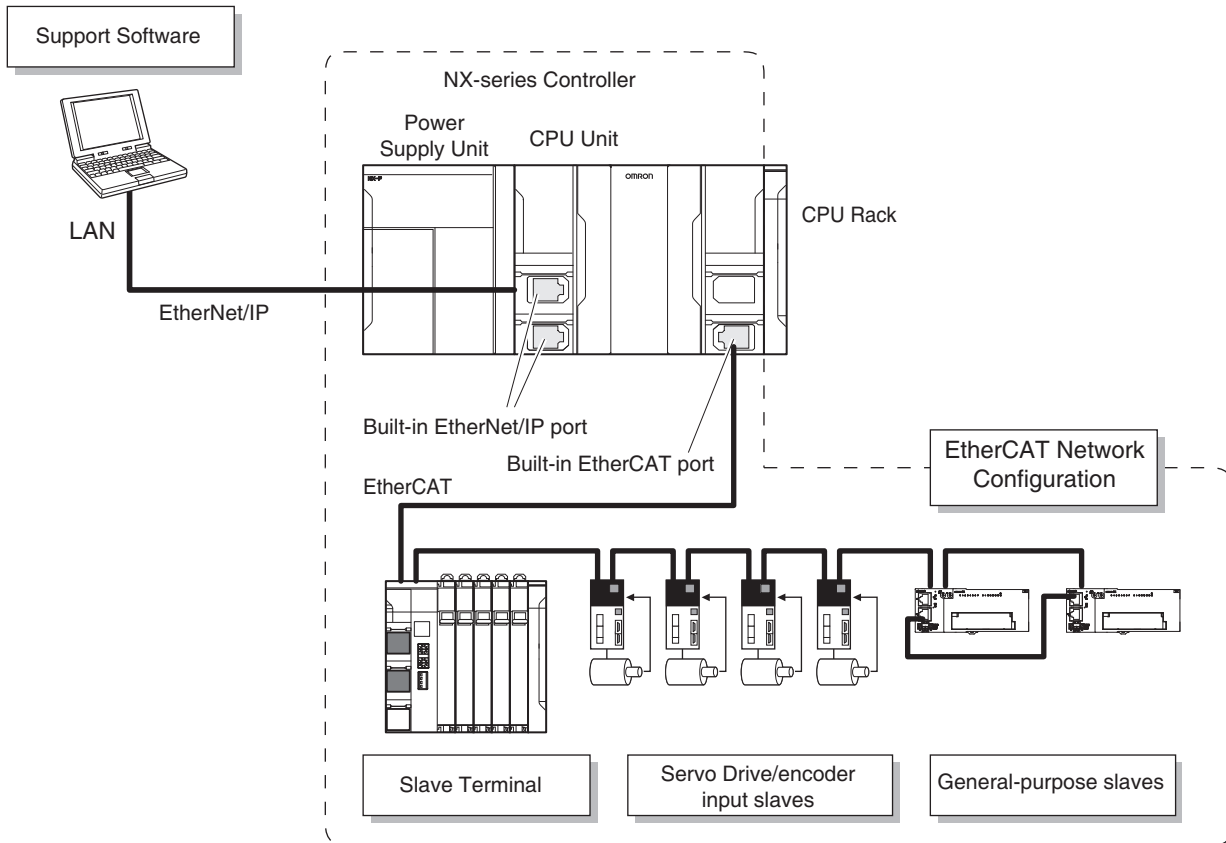 Support Software
NX-series Controller
Power
Supply Unit
CPU Unit
OMRON
CPU Rack
LAN
EtherNet/IP
Built-in EtherNet/IP port
Built-in EtherCAT port
EtherCAT
EtherCAT Network
Configuration
Slave Terminal
Servo Drive/encoder
input slaves
General-purpose slaves